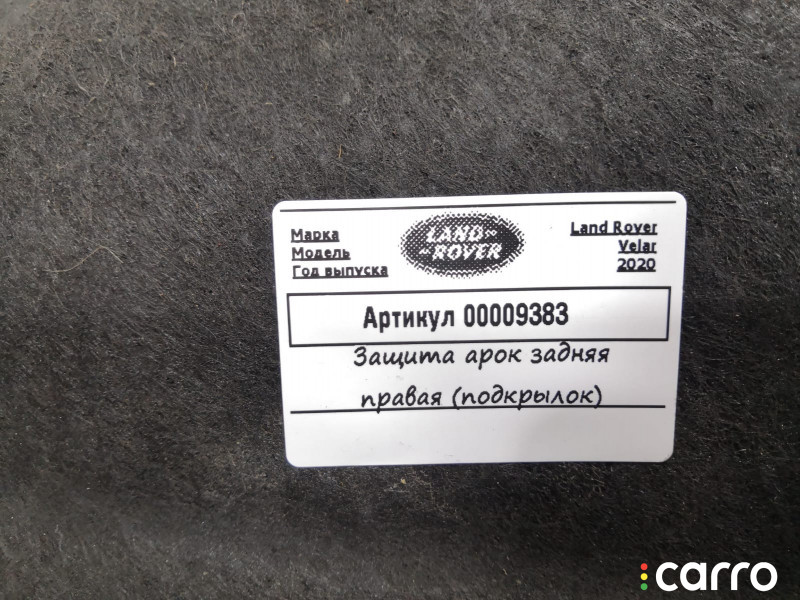 Марка
Модель
Год выпуска
LAND-
-ROVER
Land Rover
Velar
2020
Артикул 00009383
Защита арок задняя
правая (подкрылок)
carro